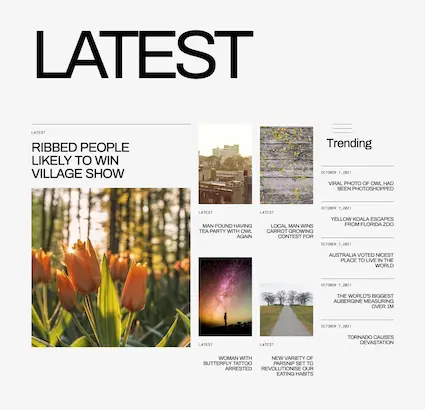 LATEST
LATEST
RIBBED PEOPLE
LIKELY TO WIN
VILLAGE SHOW
LATEST
MAN FOUND HAVING
TEA PARTY WITH OWL
AGAIN
LATEST
LOCAL MAN WINS
CARROT GROWING
CONTEST FOR
LATEST
WOMAN WITH
BUTTERFLY TATTOO
ARRESTED
LATEST
NEW VARIETY OF
PARSNIP SET TO
REVOLUTIONISE OUR
EATING HABITS
Trending
OCTOBER 7,2021
VIRAL PHOTO OF OWL HAD
BEEN PHOTOSHOPPED
OCTOBER 7,2021
YELLOW KOALA ESCAPES
FROM FLORIDA ZOO
OCTOBER 7,2021
AUSTRALIA VOTED NICEST
PLACE TO LIVE IN THE
WORLD
OCTOBER 7,2021
THE WORLD'S BIGGEST
AUBERGINE MEASURING
OVER 1M
OCTOBER 7,2021
TORNADO CAUSES
DEVASTATION